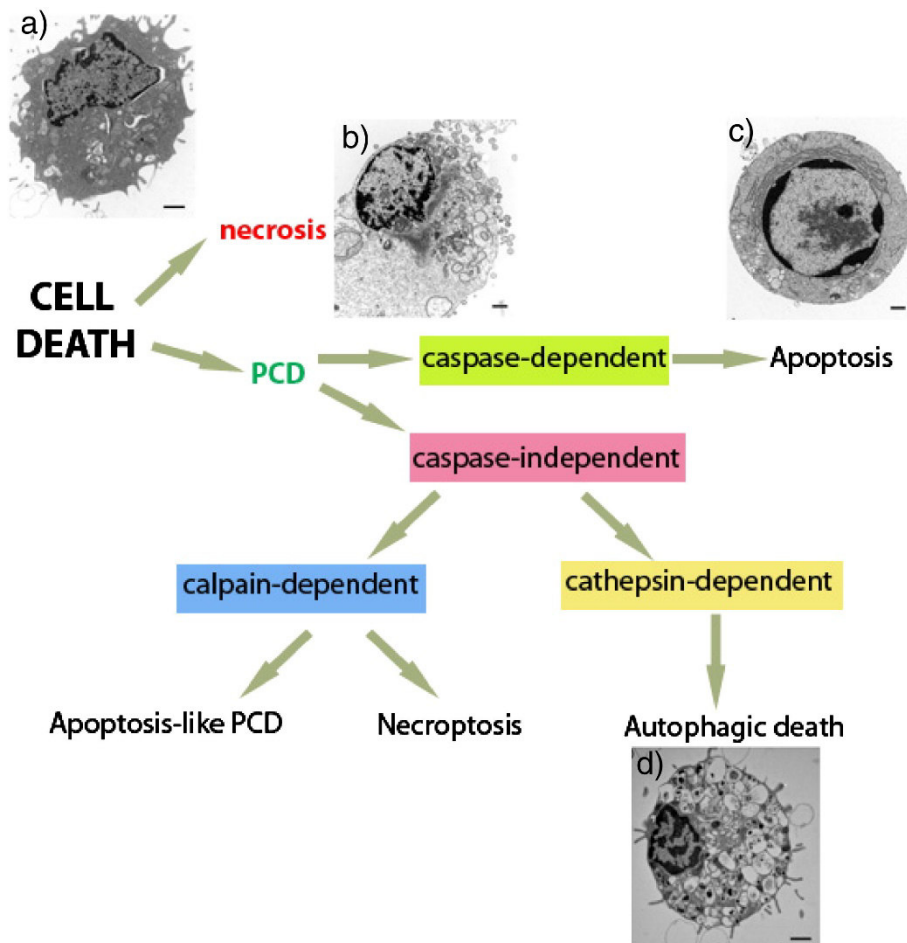 a)
b)
c)
necrosis
CELL
DEATH
PCD
caspase-dependent
Apoptosis
caspase-independent
calpain-dependent
cathepsin-dependent
Apoptosis-like PCD
Necroptosis
Autophagic death
d)